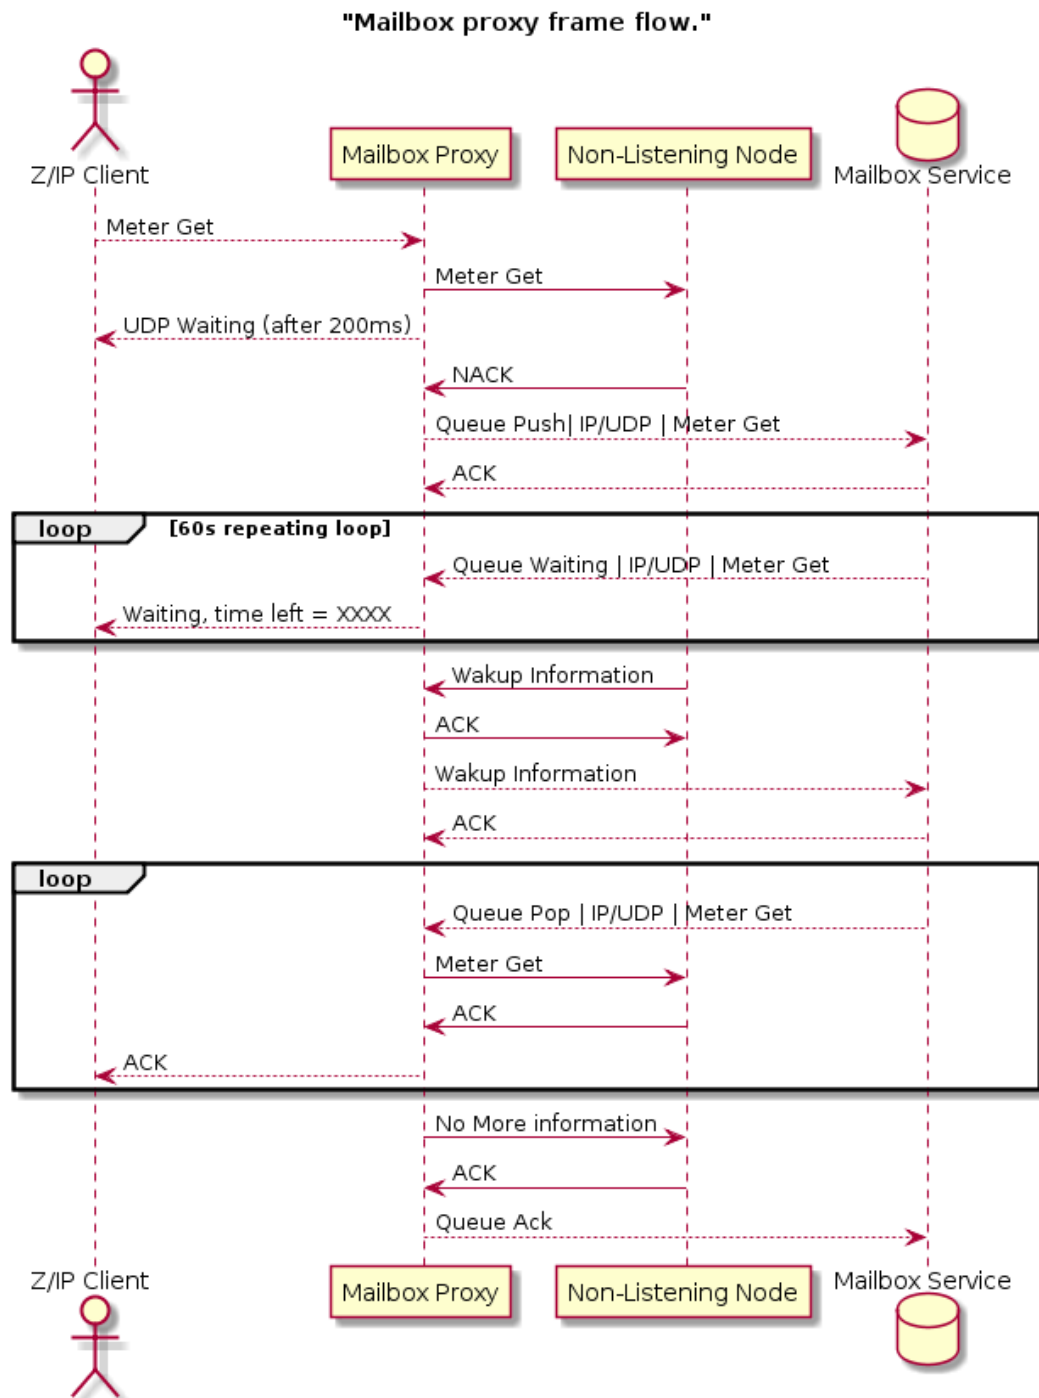 "Mailbox proxy frame flow."
Z/IP Client
Mailbox Proxy
Non-Listening Node
Mailbox Service
Meter Get
Meter Get
UDP Waiting (after 200ms)
NACK
Queue Push| IP/UDP | Meter Get
ACK
loop [60s repeating loop]
Queue Waiting | IP/UDP | Meter Get
Waiting, time left = XXXX
Wakup Information
ACK
Wakup Information
ACK
loop
Queue Pop | IP/UDP | Meter Get
Meter Get
ACK
ACK
No More information
ACK
Queue Ack
Z/IP Client
Mailbox Proxy
Non-Listening Node
Mailbox Service